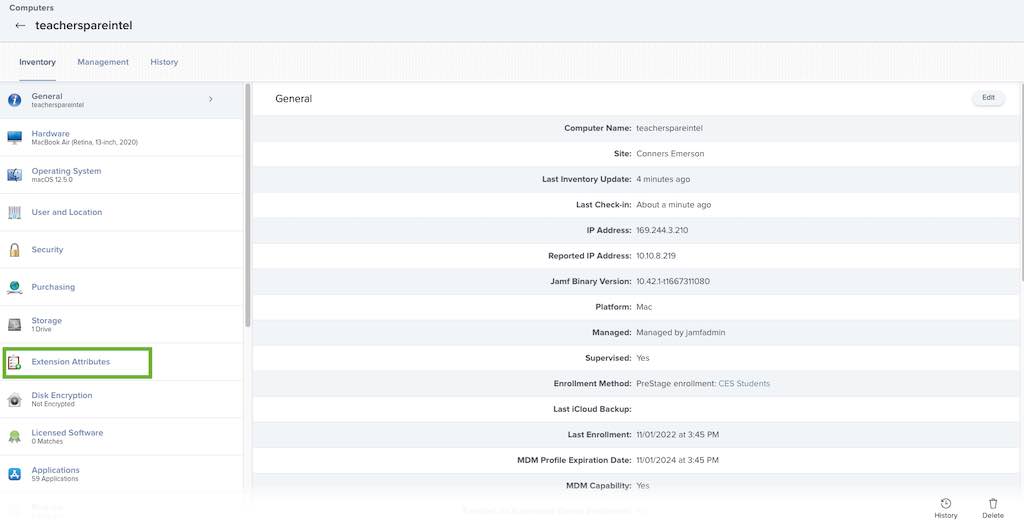 Computers
← teacherspareintel
Inventory Management History
General
teacherspareintel
Hardware
MacBook Air (Retina, 13-inch, 2020)
Operating System
macOS 12.5.0
User and Location
Security
Purchasing
Storage
1 Drive
Extension Attributes
Disk Encryption
Not Encrypted
Licensed Software
0 Matches
Applications
59 Applications
General
Edit
Computer Name: teacherspareintel
Site: Conners Emerson
Last Inventory Update: 4 minutes ago
Last Check-in: About a minute ago
IP Address: 169.244.3.210
Reported IP Address: 10.10.8.219
Jamf Binary Version: 10.42.1-t1667311080
Platform: Mac
Managed: Managed by jamfadmin
Supervised: Yes
Enrollment Method: PreStage enrollment: CES Students
Last iCloud Backup:
Last Enrollment: 11/01/2022 at 3:45 PM
MDM Profile Expiration Date: 11/01/2024 at 3:45 PM
MDM Capability: Yes
History
Delete